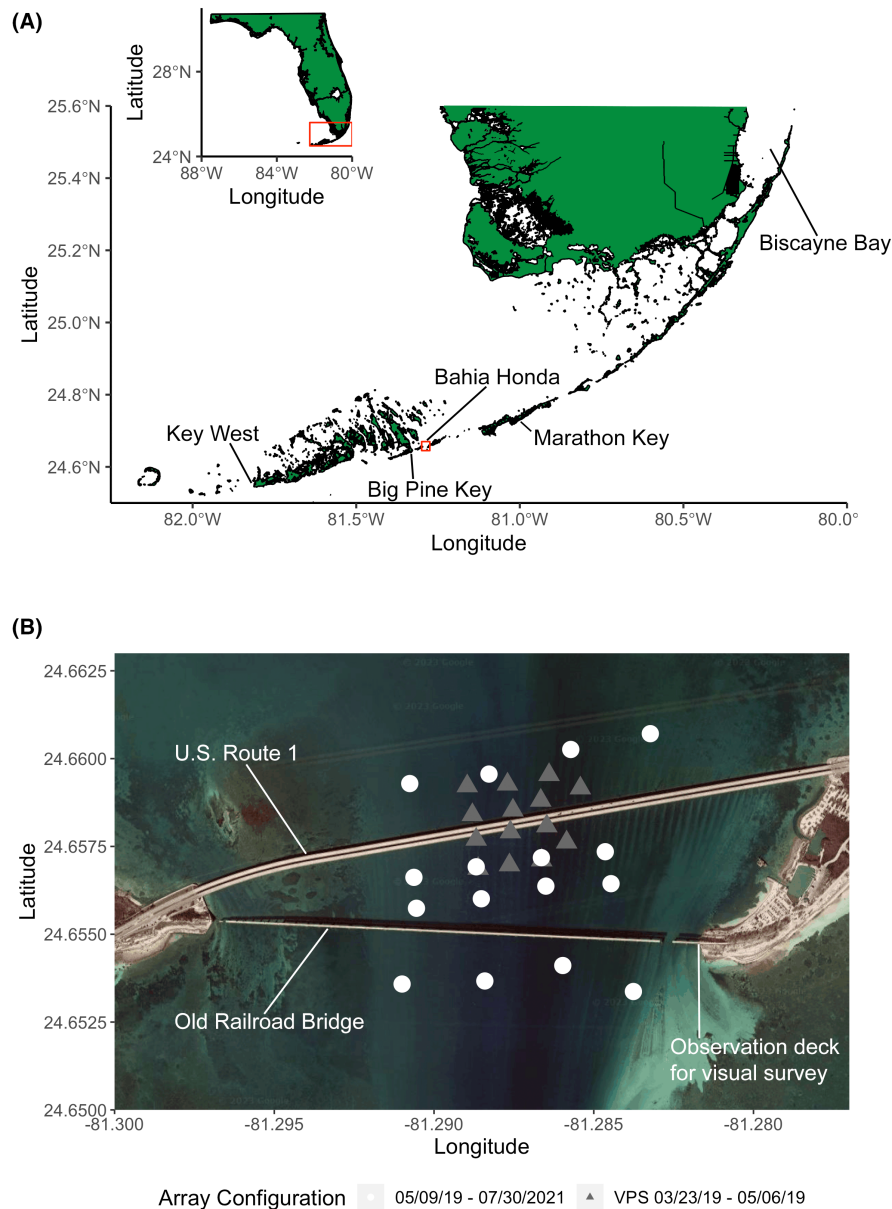 (A)
Latitude
28°N
24°N
88°W
84°W
80°W
Longitude
25.6°N
25.4°N
25.2°N
25.0°N
24.8°N
24.6°N
Latitude
Biscayne Bay
Bahia Honda
Key West
Marathon Key
Big Pine Key
82.0°W
81.5°W
81.0°W
80.5°W
80.0°
Longitude
(B)
24.6625
24.6600
24.6575
24.6550
24.6525
24.6500
Latitude
© 2023 Google
U.S. Route 1
Old Railroad Bridge
Observation deck
for visual survey
-81.300
-81.295
-81.290
-81.285
-81.280
Longitude
Array Configuration
05/09/19 - 07/30/2021
VPS 03/23/19 - 05/06/19